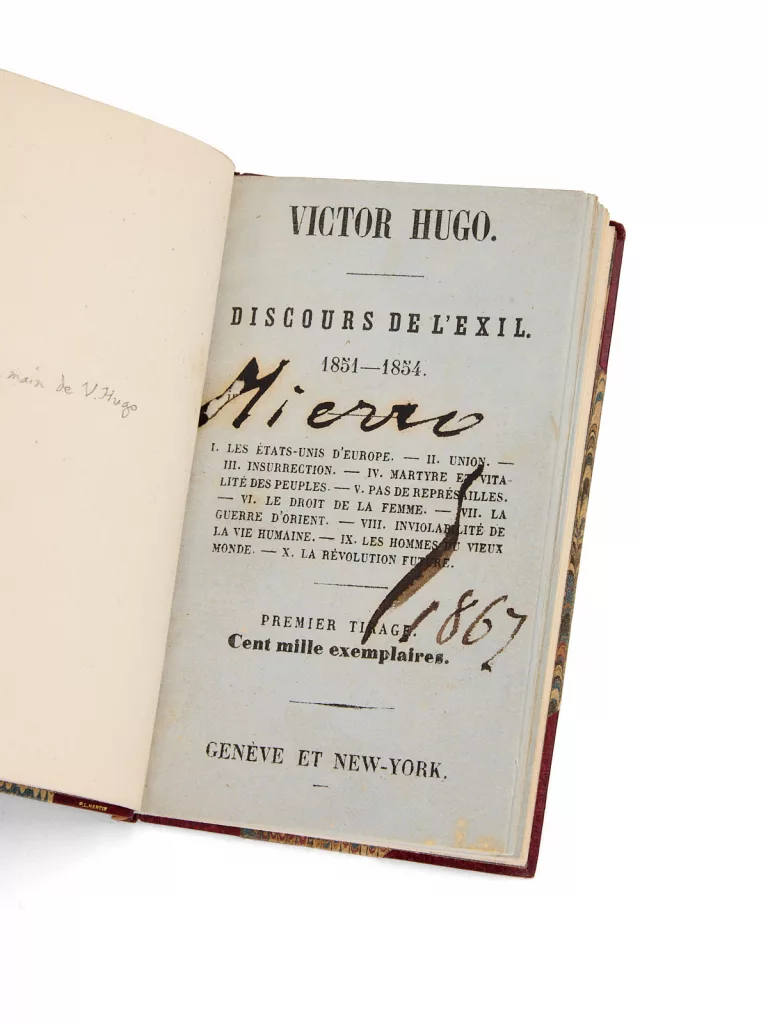 main de V. Hugo
VICTOR HUGO.
DISCOURS DE L'EXIL.
1851—1854.
Hierro
I. LES ÉTATS-UNIS D'EUROPE. — II. UNION. —
III. INSURRECTION. — IV. MARTYRE ET VITA-
LITÉ DES PEUPLES. — V. PAS DE REPRÉSAILLES.
— VI. LE DROIT DE LA FEMME. — VII. LA
GUERRE D'ORIENT. — VIII. INVIOLABILITÉ DE
LA VIE HUMAINE. — IX. LES HOMMES DU VIEUX
MONDE. — X. LA RÉVOLUTION FUTURE.
1867
PREMIER TIRAGE.
Cent mille exemplaires.
GENÈVE ET NEW-YORK.
P.L.MARTIN